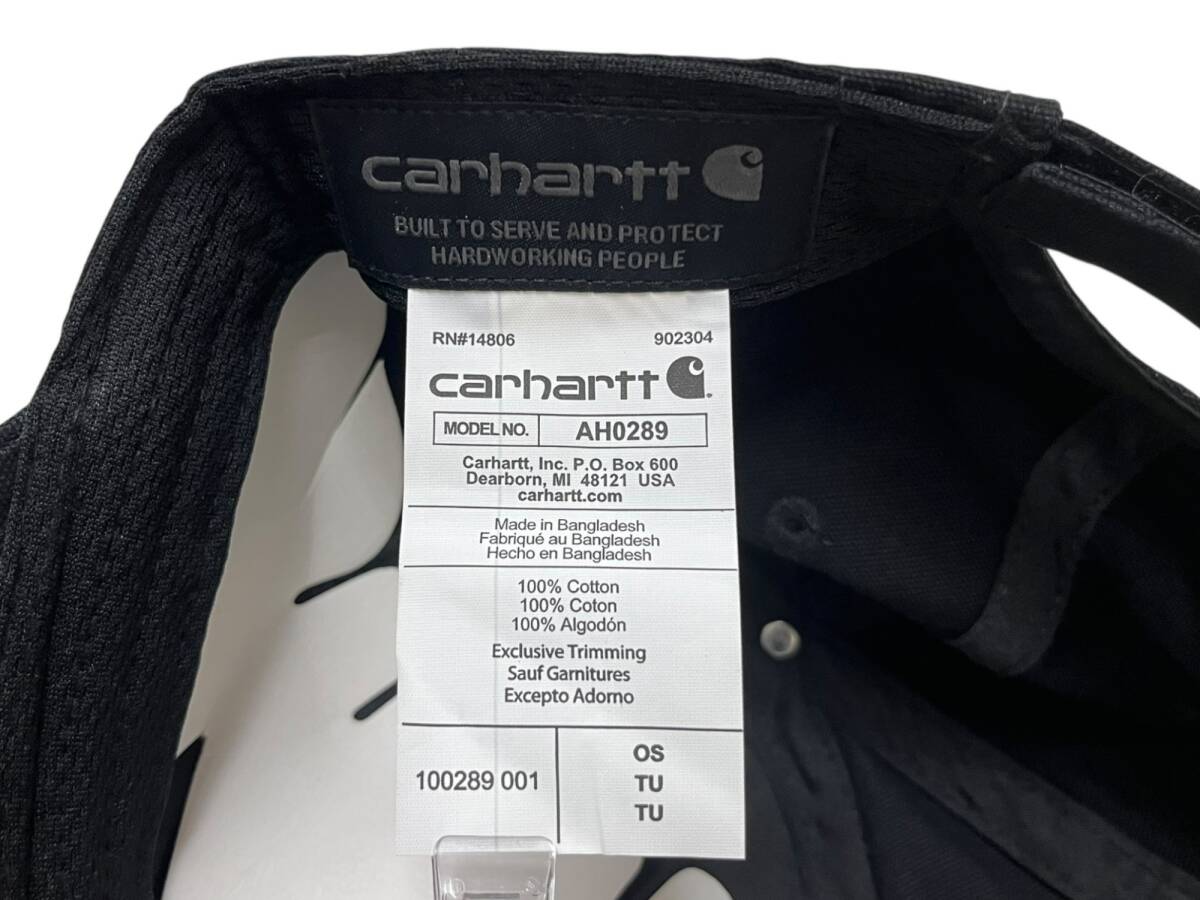 carhartt
BUILT TO SERVE AND PROTECT
HARDWORKING PEOPLE
RN#14806 902304
carhartt
MODEL NO. AH0289
Carhartt, Inc. P.O. Box 600
Dearborn, MI 48121 USA
carhartt.com
Made in Bangladesh
Fabriqué au Bangladesh
Hecho en Bangladesh
100% Cotton
100% Coton
100% Algodón
Exclusive Trimming
Sauf Garnitures
Excepto Adorno
100289 001
OS
TU
TU